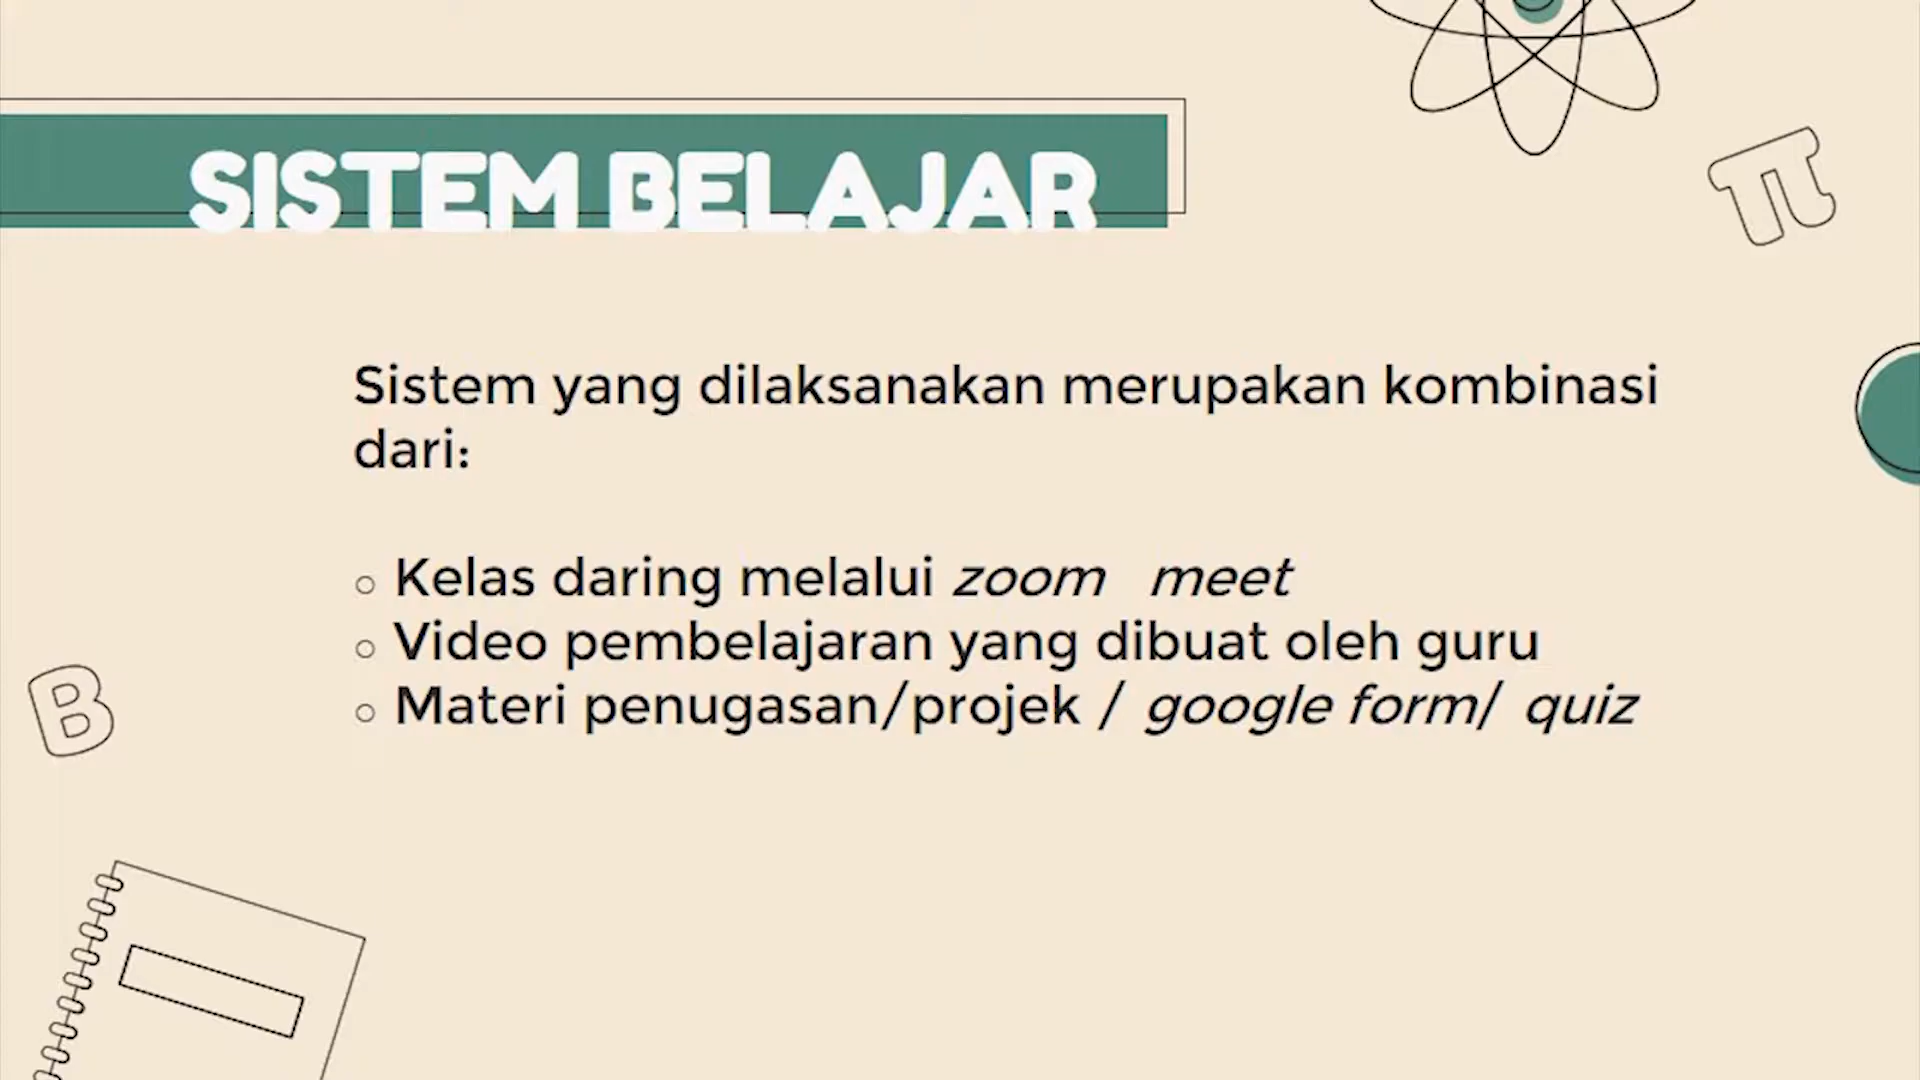 SISTEM BELAJAR
π
Sistem yang dilaksanakan merupakan kombinasi
dari:
Kelas daring melalui zoom meet
Video pembelajaran yang dibuat oleh guru
Materi penugasan/projek / google form/ quiz
B